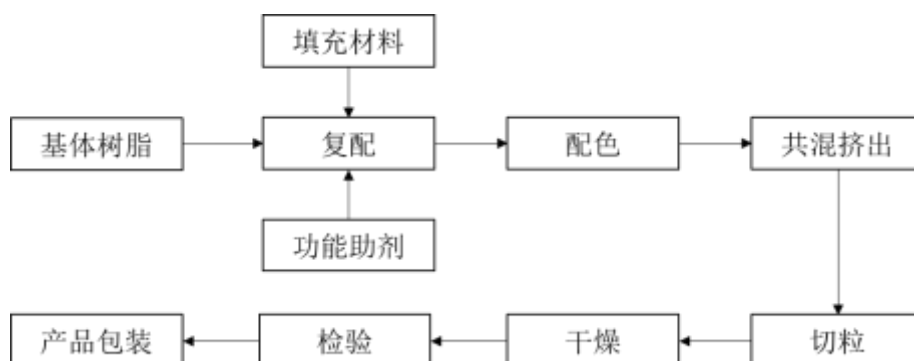 填充材料
基体树脂
复配
配色
共混挤出
功能助剂
产品包装
检验
干燥
切粒